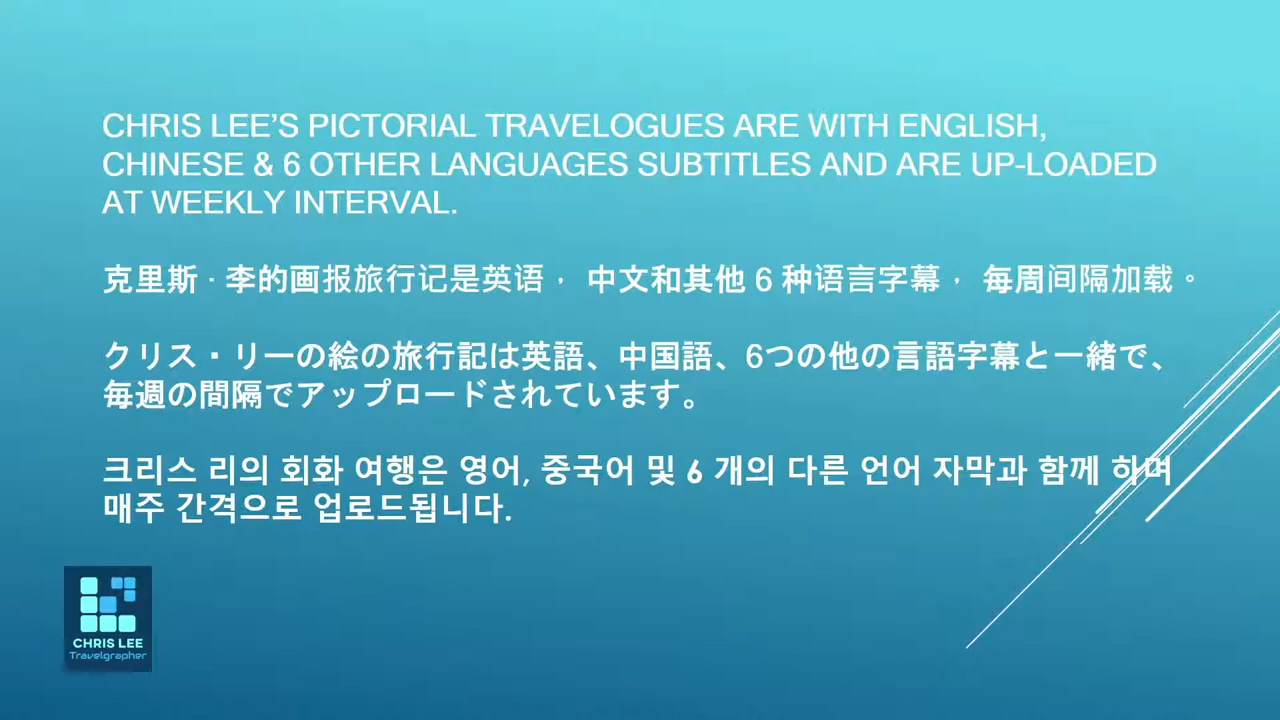 CHRIS LEE’S PICTORIAL TRAVELOGUES ARE WITH ENGLISH,
CHINESE & 6 OTHER LANGUAGES SUBTITLES AND ARE UP-LOADED
AT WEEKLY INTERVAL.
克里斯·李的画报旅行记是英语，中文和其他 6 种语言字幕，每周间隔加载。
クリス・リーの絵の旅行記は英語、中国語、6つの他の言語字幕と一緒で、
毎週の間隔でアップロードされています。
크리스 리의 회화 여행은 영어, 중국어 및 6 개의 다른 언어 자막과 함께 하며
매주 간격으로 업로드됩니다.
CHRIS LEE
Travelgrapher